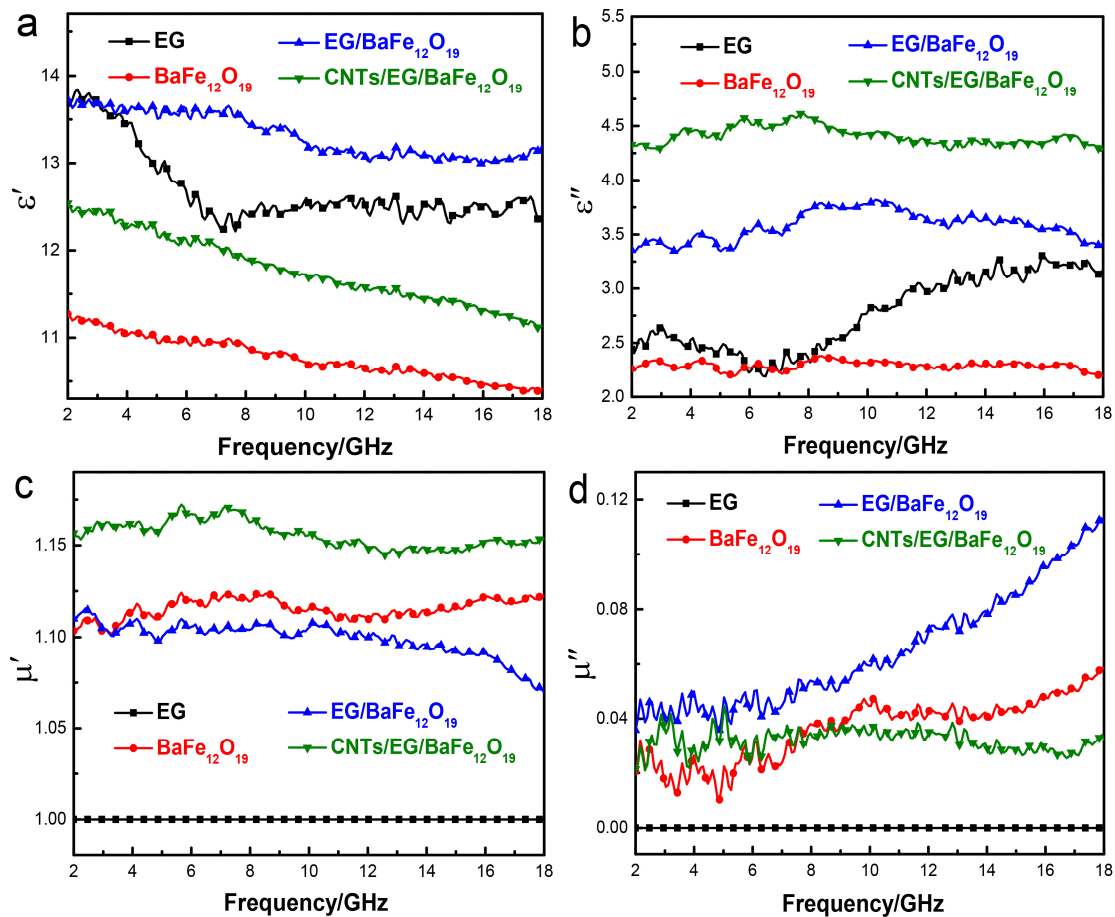 a
EG
EG/BaFe₁₂O₁₉
BaFe₁₂O₁₉
CNTs/EG/BaFe₁₂O₁₉
14
13
12
11
ε′
2 4 6 8 10 12 14 16 18
Frequency/GHz
b
EG
EG/BaFe₁₂O₁₉
BaFe₁₂O₁₉
CNTs/EG/BaFe₁₂O₁₉
5.5
5.0
4.5
4.0
3.5
3.0
2.5
2.0
ε″
2 4 6 8 10 12 14 16 18
Frequency/GHz
c
1.15
1.10
1.05
1.00
μ′
EG
EG/BaFe₁₂O₁₉
BaFe₁₂O₁₉
CNTs/EG/BaFe₁₂O₁₉
2 4 6 8 10 12 14 16 18
Frequency/GHz
d
EG
EG/BaFe₁₂O₁₉
BaFe₁₂O₁₉
CNTs/EG/BaFe₁₂O₁₉
0.12
0.08
0.04
0.00
μ″
2 4 6 8 10 12 14 16 18
Frequency/GHz